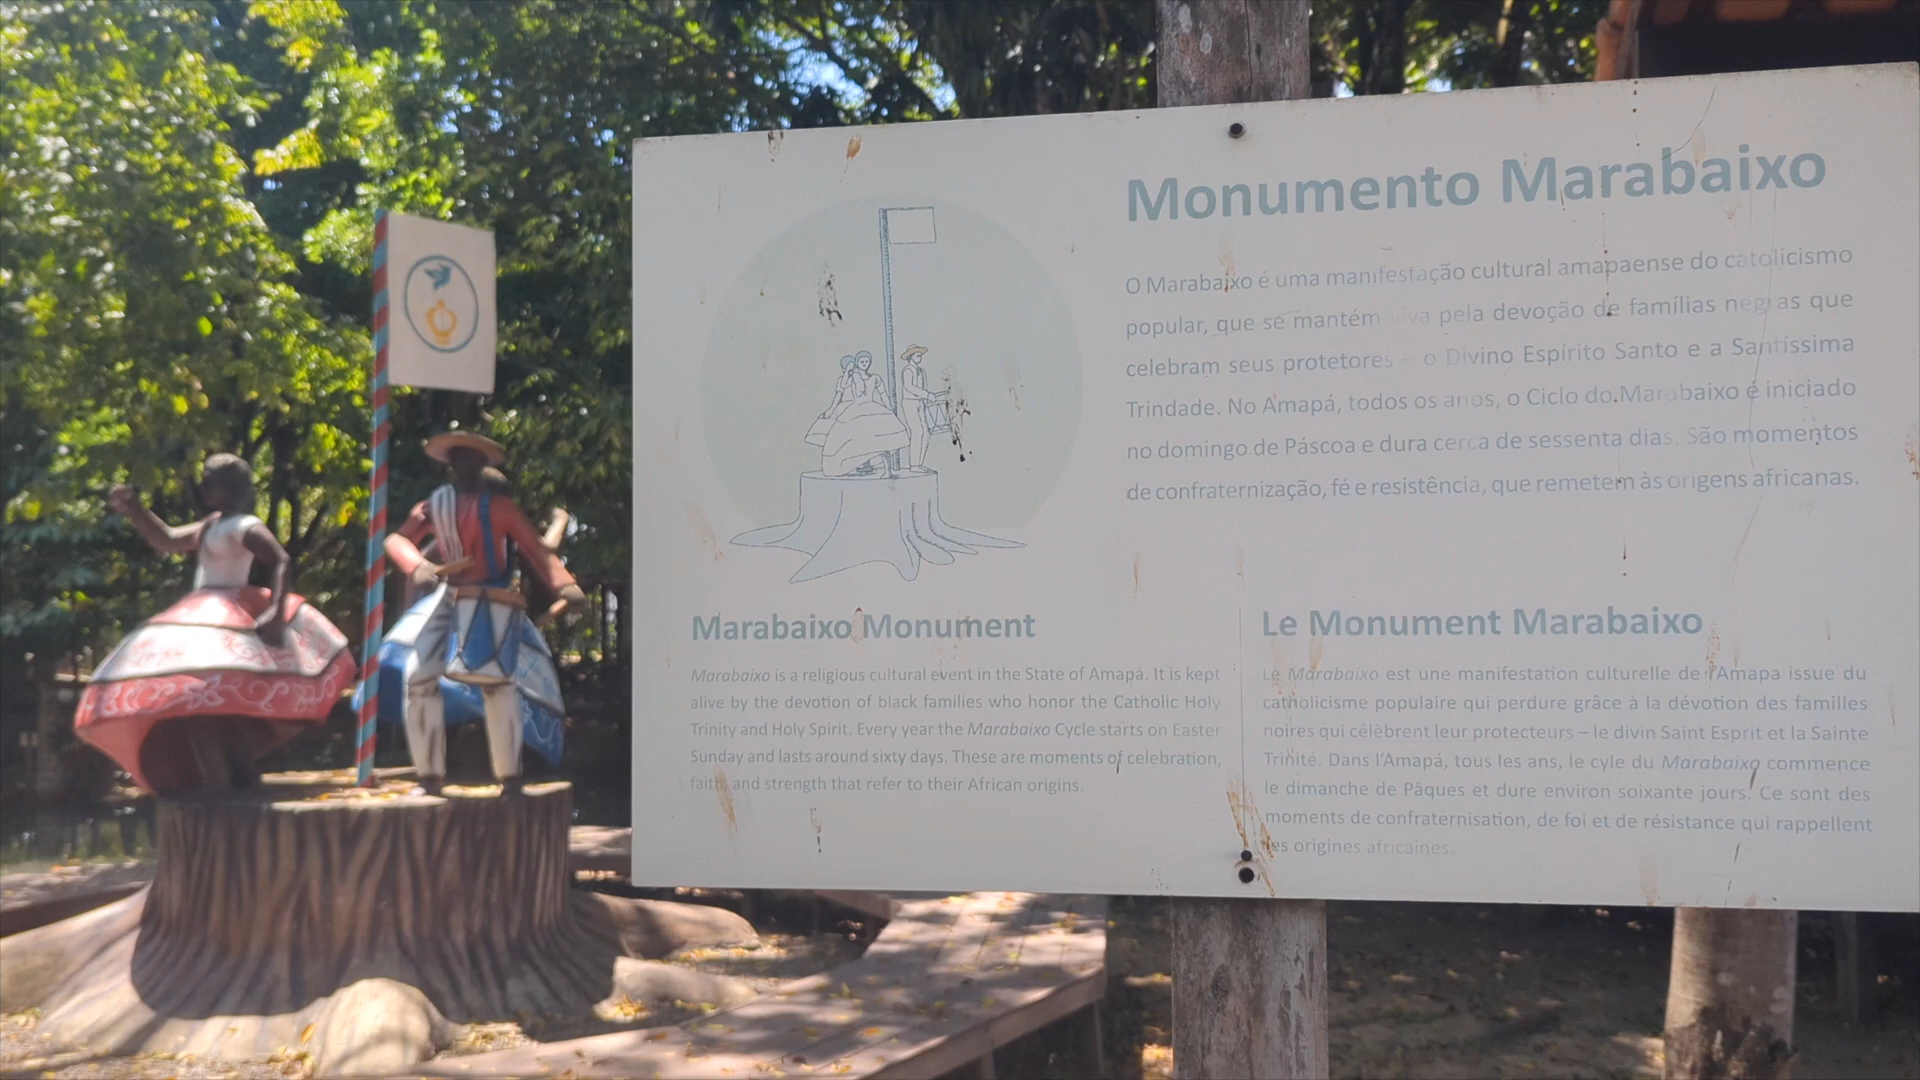 Monumento Marabaixo
O Marabaixo é uma manifestação cultural amapaense do catolicismo
popular, que se mantém viva pela devoção de famílias negras que
celebram seus protetores – o Divino Espírito Santo e a Santíssima
Trindade. No Amapá, todos os anos, o Ciclo do Marabaixo é iniciado
no domingo de Páscoa e dura cerca de sessenta dias. São momentos
de confraternização, fé e resistência, que remetem às origens africanas.
Marabaixo Monument
Marabaixo is a religious cultural event in the State of Amapá. It is kept
alive by the devotion of black families who honor the Catholic Holy
Trinity and Holy Spirit. Every year the Marabaixo Cycle starts on Easter
Sunday and lasts around sixty days. These are moments of celebration,
faith, and strength that refer to their African origins.
Le Monument Marabaixo
Le Marabaixo est une manifestation culturelle de l'Amapa issue du
catholicisme populaire qui perdure grâce à la dévotion des familles
noires qui célèbrent leur protecteurs – le divin Saint Esprit et la Sainte
Trinité. Dans l'Amapá, tous les ans, le cyle du Marabaixo commence
le dimanche de Pâques et dure environ soixante jours. Ce sont des
moments de confraternisation, de foi et de résistance qui rappellent
les origines africaines.